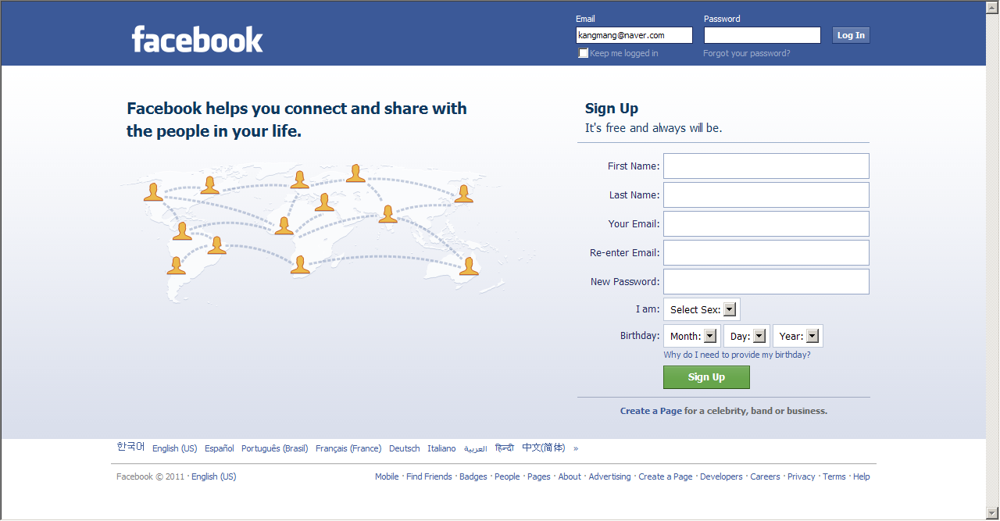 facebook
Email
Password
kangmang@naver.com
Log In
Keep me logged in
Forgot your password?
Facebook helps you connect and share with
the people in your life.
Sign Up
It's free and always will be.
First Name:
Last Name:
Your Email:
Re-enter Email:
New Password:
I am: Select Sex:
Birthday: Month: Day: Year:
Why do I need to provide my birthday?
Sign Up
Create a Page for a celebrity, band or business.
한국어 English (US) Español Português (Brasil) Français (France) Deutsch Italiano العربية हिन्दी 中文(简体) »
Facebook © 2011 · English (US)
Mobile · Find Friends · Badges · People · Pages · About · Advertising · Create a Page · Developers · Careers · Privacy · Terms · Help